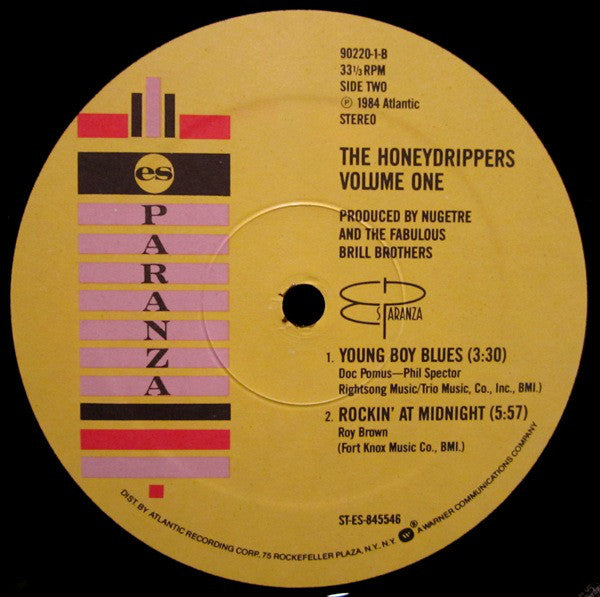 90220-1-B
33⅓ RPM
SIDE TWO
Ⓟ 1984 Atlantic
STEREO
es
PARANZA
THE HONEYDRIPPERS
VOLUME ONE
PRODUCED BY NUGETRE
AND THE FABULOUS
BRILL BROTHERS
ES PARANZA
1. YOUNG BOY BLUES (3:30)
Doc Pomus—Phil Spector
Rightsong Music/Trio Music, Co., Inc., BMI.)
2. ROCKIN' AT MIDNIGHT (5:57)
Roy Brown
(Fort Knox Music Co., BMI.)
ST-ES-845546
DIST. BY ATLANTIC RECORDING CORP. 75 ROCKEFELLER PLAZA, N.Y. N.Y. ® A WARNER COMMUNICATIONS COMPANY